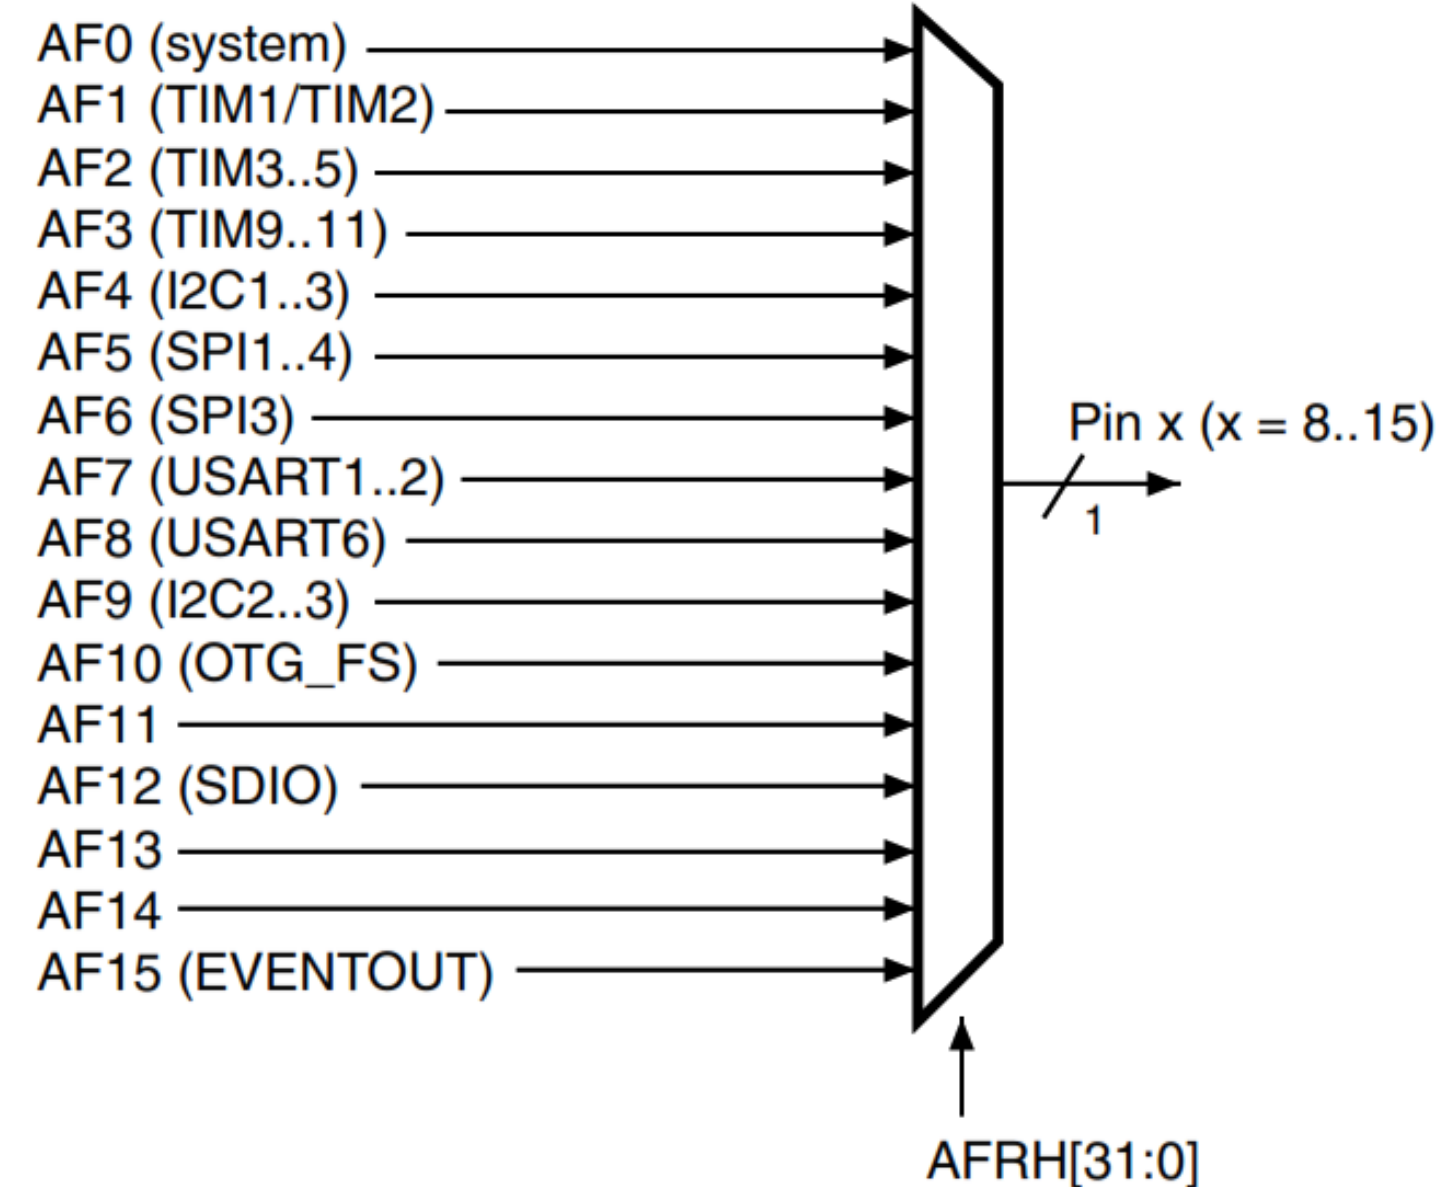 AF0 (system)
AF1 (TIM1/TIM2)
AF2 (TIM3..5)
AF3 (TIM9..11)
AF4 (I2C1..3)
AF5 (SPI1..4)
AF6 (SPI3)
AF7 (USART1..2)
AF8 (USART6)
AF9 (I2C2..3)
AF10 (OTG_FS)
AF11
AF12 (SDIO)
AF13
AF14
AF15 (EVENTOUT)
Pin x (x = 8..15)
1
AFRH[31:0]